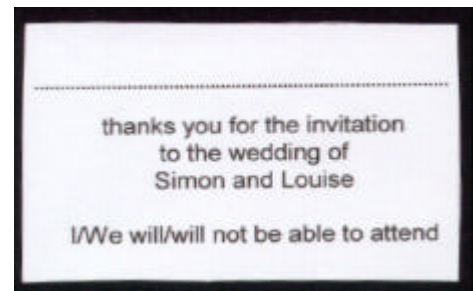 thanks you for the invitation
to the wedding of
Simon and Louise
I/We will/will not be able to attend